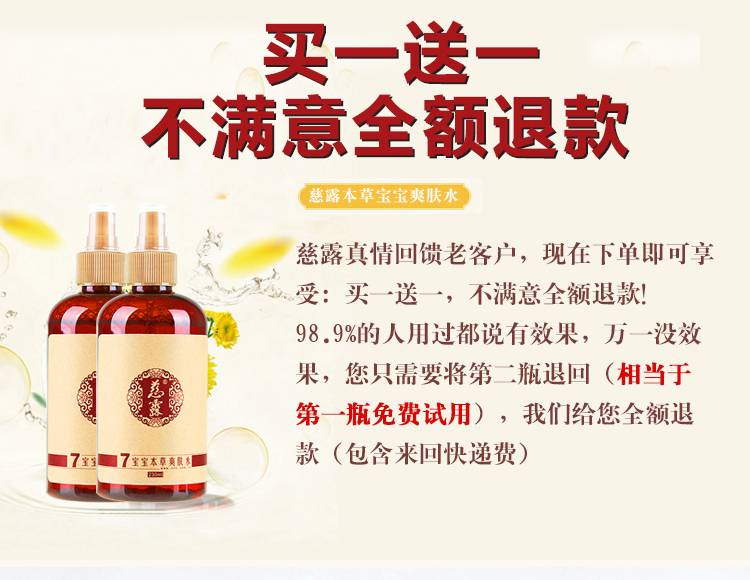 买一送一
不满意全额退款
慈露本草宝宝爽肤水
慈露真情回馈老客户，现在下单即可享
受：买一送一，不满意全额退款!
98.9%的人用过都说有效果，万一没效
果，您只需要将第二瓶退回（相当于
第一瓶免费试用），我们给您全额退
款（包含来回快递费）
慈露
7宝宝本草爽肤水